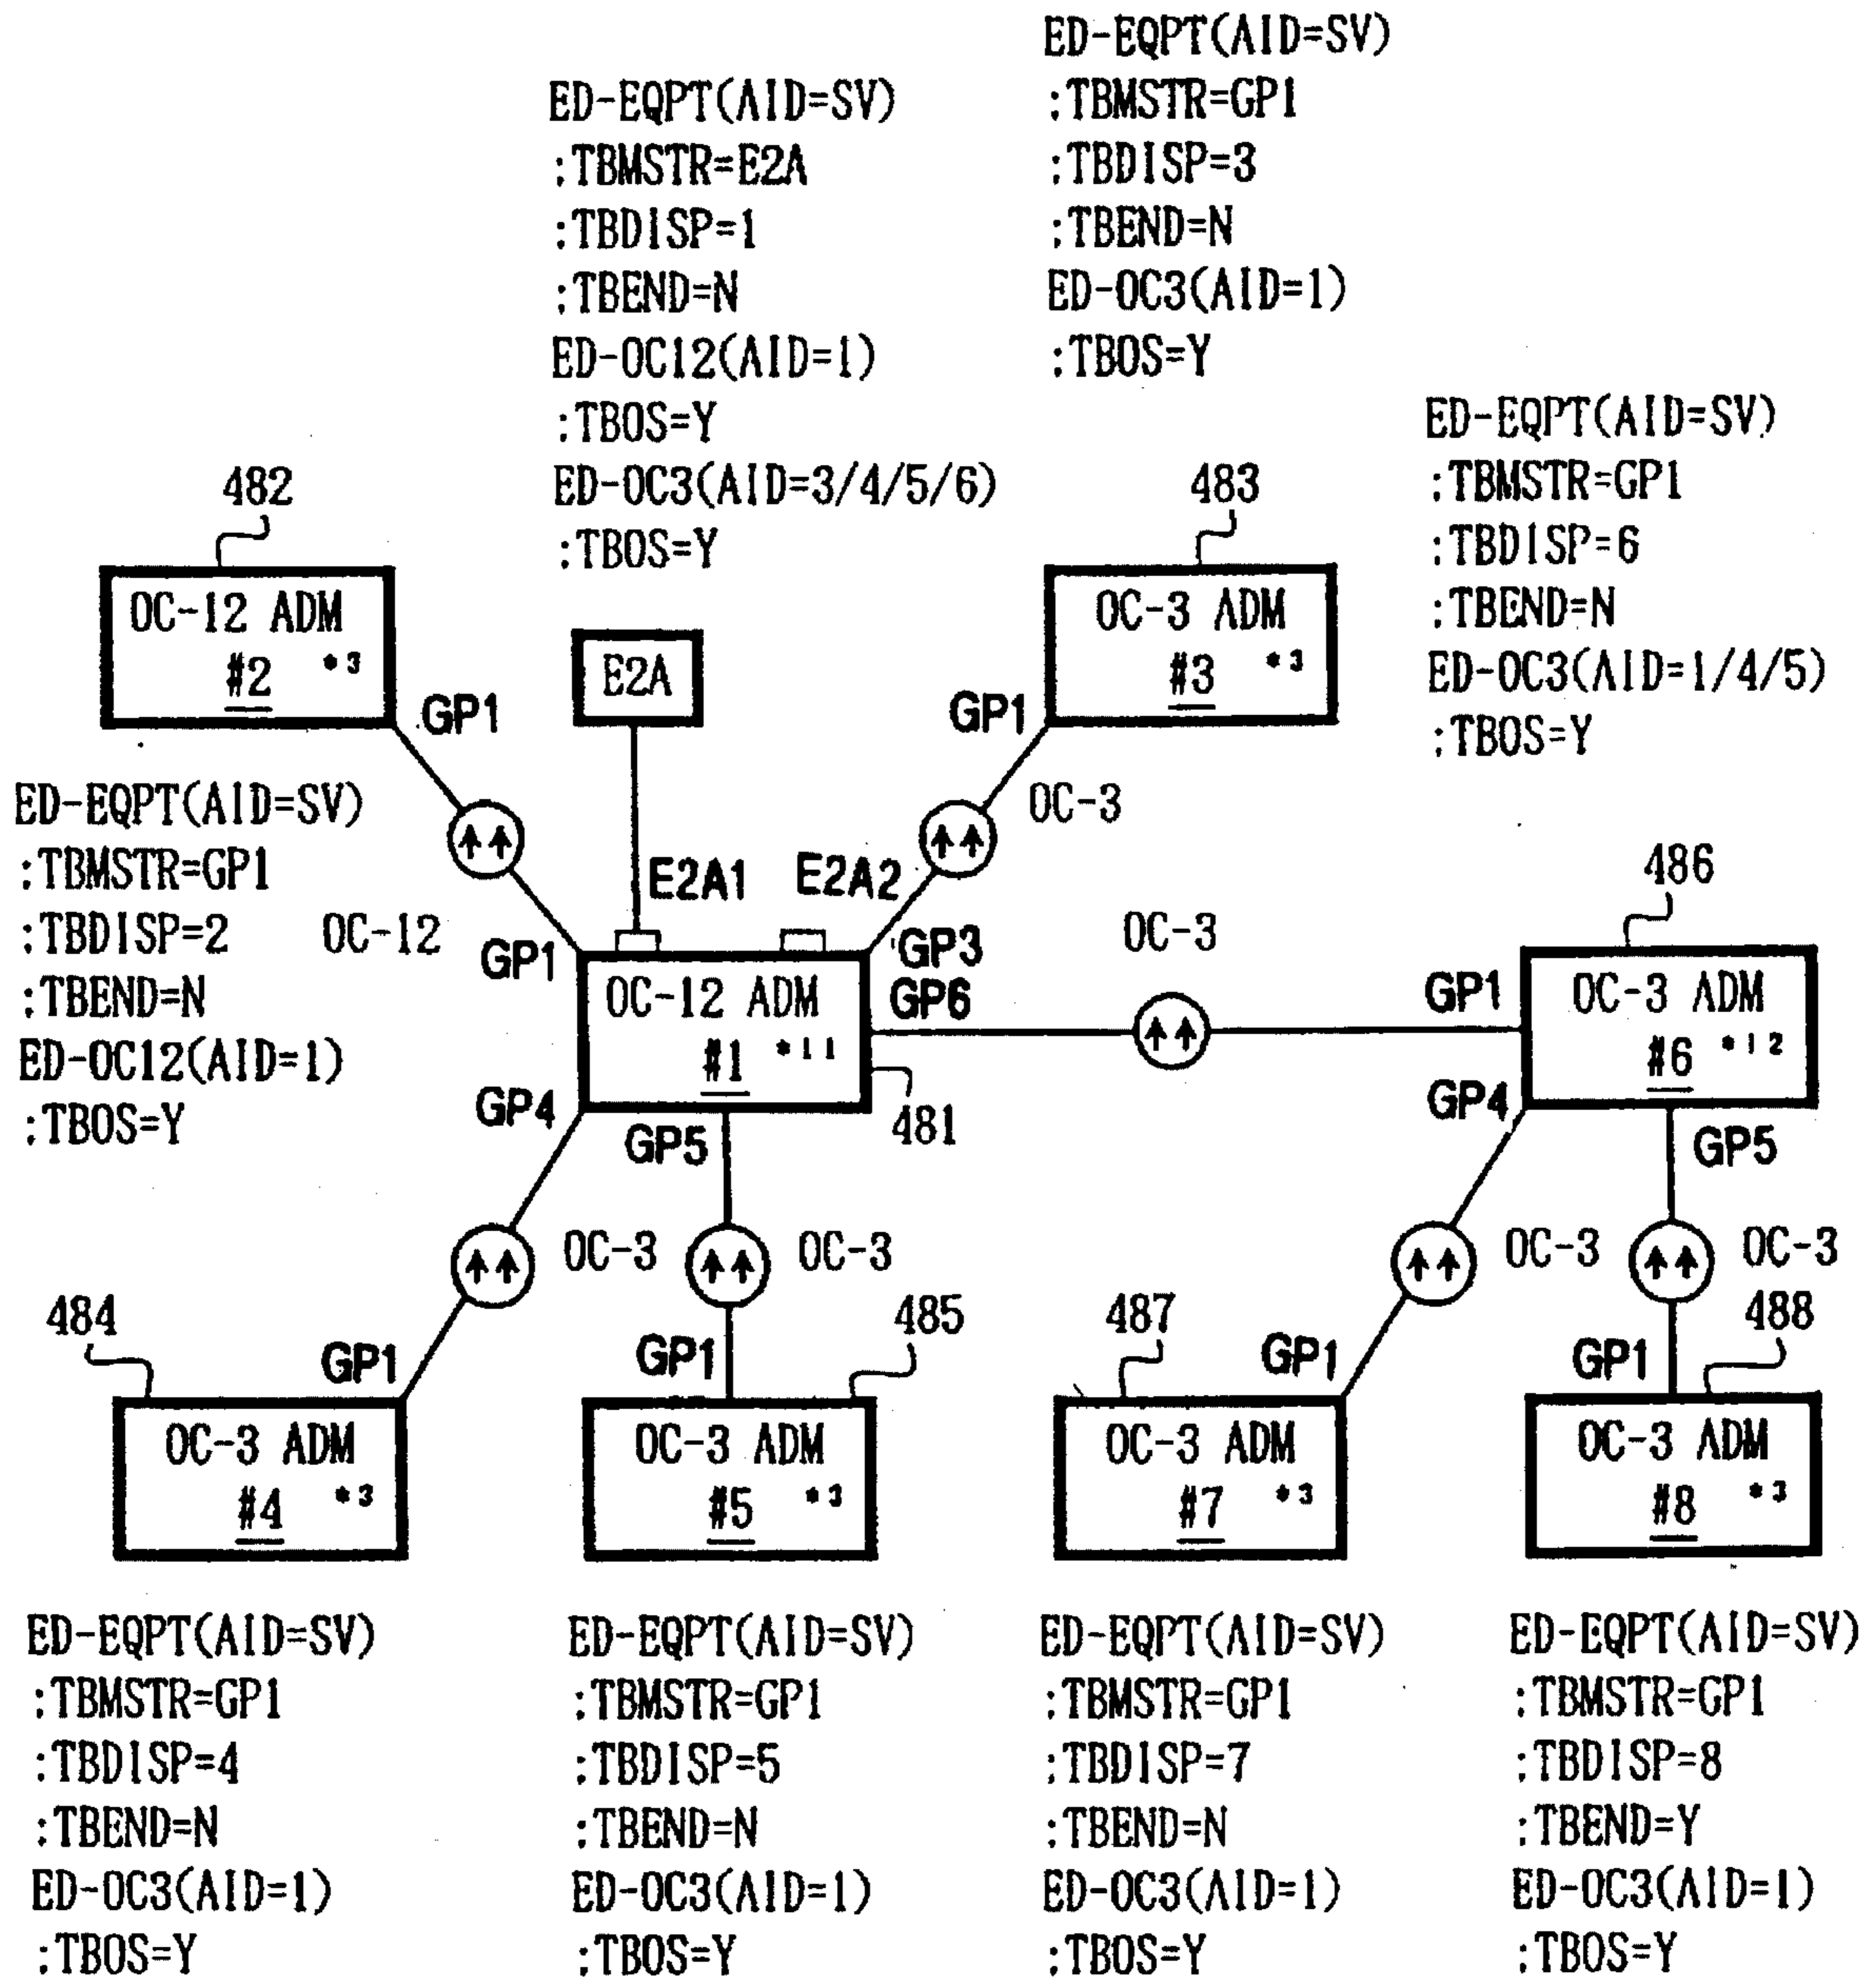 ED-EQPT(AID=SV)
:TBMSTR=E2A
:TBDISP=1
:TBEND=N
ED-OC12(AID=1)
:TBOS=Y
ED-OC3(AID=3/4/5/6)
:TBOS=Y
ED-EQPT(AID=SV)
:TBMSTR=GP1
:TBDISP=3
:TBEND=N
ED-OC3(AID=1)
:TBOS=Y
ED-EQPT(AID=SV)
:TBMSTR=GP1
:TBDISP=6
:TBEND=N
ED-OC3(AID=1/4/5)
:TBOS=Y
482
OC-12 ADM
#2 *3
GP1
E2A
483
OC-3 ADM
#3 *3
GP1
OC-3
ED-EQPT(AID=SV)
:TBMSTR=GP1
:TBDISP=2
:TBEND=N
ED-OC12(AID=1)
:TBOS=Y
OC-12
E2A1
E2A2
GP1
GP3
GP6
OC-12 ADM
#1 *11
481
GP4
GP5
OC-3
486
GP1
OC-3 ADM
#6 *12
GP4
GP5
OC-3
OC-3
OC-3
OC-3
484
GP1
OC-3 ADM
#4 *3
485
GP1
OC-3 ADM
#5 *3
487
GP1
OC-3 ADM
#7 *3
488
GP1
OC-3 ADM
#8 *3
ED-EQPT(AID=SV)
:TBMSTR=GP1
:TBDISP=4
:TBEND=N
ED-OC3(AID=1)
:TBOS=Y
ED-EQPT(AID=SV)
:TBMSTR=GP1
:TBDISP=5
:TBEND=N
ED-OC3(AID=1)
:TBOS=Y
ED-EQPT(AID=SV)
:TBMSTR=GP1
:TBDISP=7
:TBEND=N
ED-OC3(AID=1)
:TBOS=Y
ED-EQPT(AID=SV)
:TBMSTR=GP1
:TBDISP=8
:TBEND=Y
ED-OC3(AID=1)
:TBOS=Y